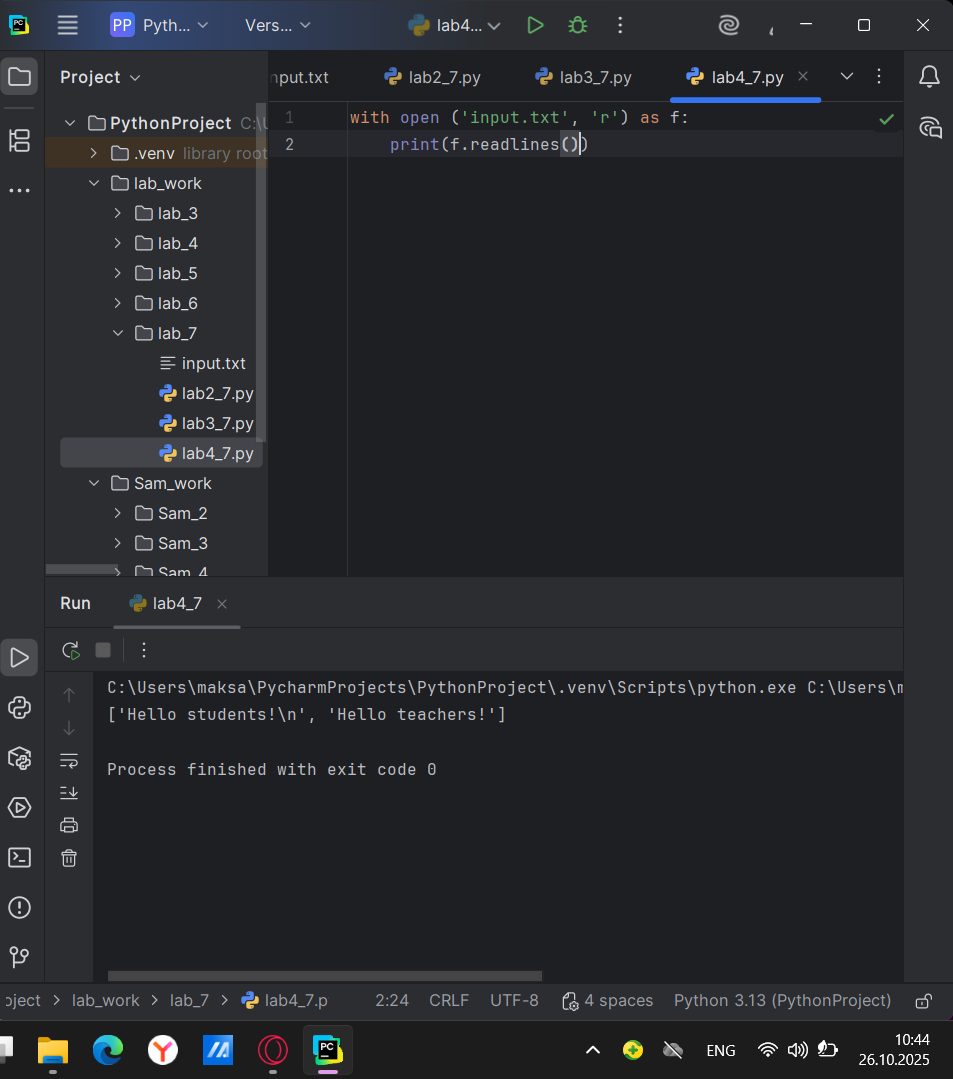 PP Pyth... Vers... lab4...
Project
nput.txt lab2_7.py lab3_7.py lab4_7.py
PythonProject C:\U
.venv library root
lab_work
lab_3
lab_4
lab_5
lab_6
lab_7
input.txt
lab2_7.py
lab3_7.py
lab4_7.py
Sam_work
Sam_2
Sam_3
Sam_4
1 with open ('input.txt', 'r') as f:
2 print(f.readlines())
Run lab4_7
C:\Users\maksa\PycharmProjects\PythonProject\.venv\Scripts\python.exe C:\Users\m
['Hello students!\n', 'Hello teachers!']
Process finished with exit code 0
oject > lab_work > lab_7 > lab4_7.p 2:24 CRLF UTF-8 4 spaces Python 3.13 (PythonProject)
ENG 10:44
26.10.2025